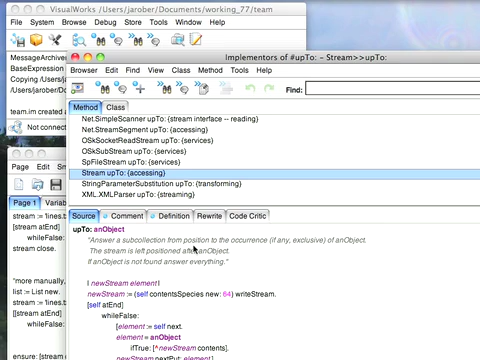 VisualWorks /Users/jarober/Documents/working_77/team
File System Browse Debug Store Tools Window Help
MessageArchiver
BaseExpression
Copying /Users/ja
/Users/jarober/Do
team.im created a
Not connect
Page Edit Sm
Page 1 Variab
stream := 'lines.t
[stream atEnd]
whileFalse:
stream close.
"more manually,
list := List new.
stream := 'lines.t
[[stream atEnd]
whileFalse:
ensure: [stream
Implementors of #upTo: - Stream>>upTo:
Browser Edit Find View Class Method Tools Help
Find:
Method Class
Net.SimpleScanner upTo: {stream interface -- reading}
Net.StreamSegment upTo: {accessing}
OSkSocketReadStream upTo: {services}
OSkSubStream upTo: {services}
SpFileStream upTo: {services}
Stream upTo: {accessing}
StringParameterSubstitution upTo: {transforming}
XML.XMLParser upTo: {streaming}
Source Comment Definition Rewrite Code Critic
upTo: anObject
"Answer a subcollection from position to the occurrence (if any, exclusive) of anObject.
The stream is left positioned after anObject.
If anObject is not found answer everything."
| newStream element |
newStream := (self contentsSpecies new: 64) writeStream.
[self atEnd]
whileFalse:
[element := self next.
element = anObject
ifTrue: [^newStream contents].
newStream nextPut: element]